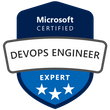 Microsoft
CERTIFIED
DEVOPS ENGINEER
EXPERT